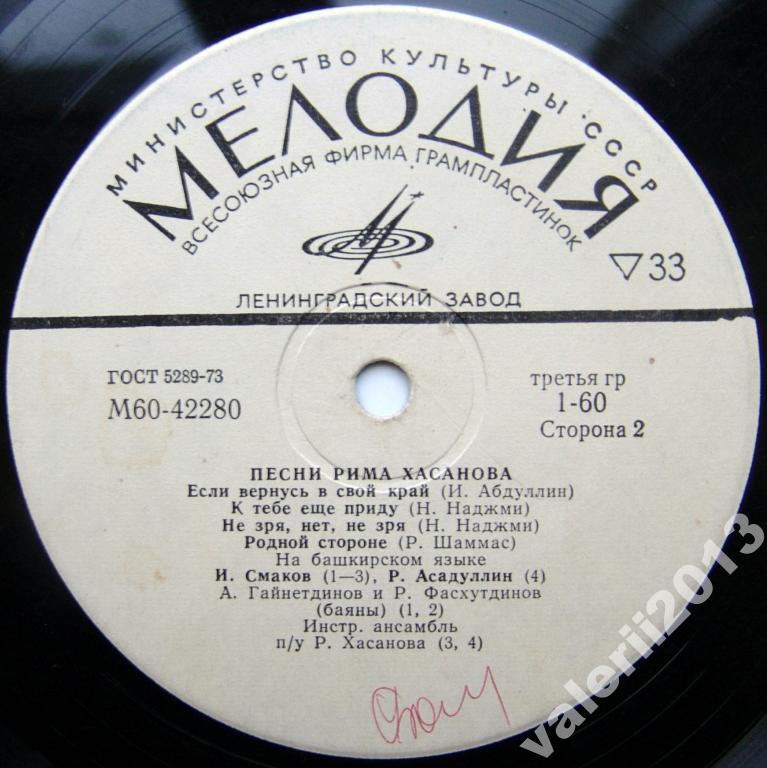 МИНИСТЕРСТВО КУЛЬТУРЫ СССР
МЕЛОДИЯ
ВСЕСОЮЗНАЯ ФИРМА ГРАМПЛАСТИНОК
▽33
ЛЕНИНГРАДСКИЙ ЗАВОД
ГОСТ 5289-73
М60-42280
третья гр
1-60
Сторона 2
ПЕСНИ РИМА ХАСАНОВА
Если вернусь в свой край (И. Абдуллин)
К тебе еще приду (Н. Наджми)
Не зря, нет, не зря (Н. Наджми)
Родной стороне (Р. Шаммас)
На башкирском языке
И. Смаков (1—3), Р. Асадуллин (4)
А. Гайнетдинов и Р. Фасхутдинов
(баяны) (1, 2)
Инстр. ансамбль
п/у Р. Хасанова (3, 4)
valerii2013